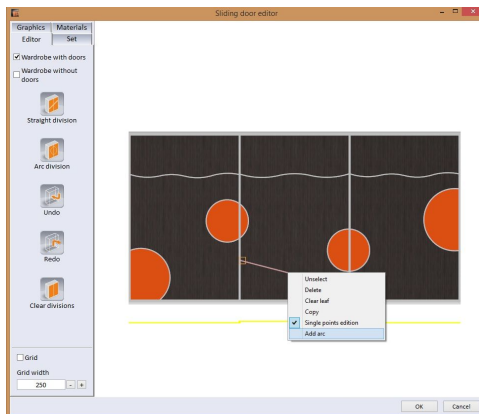 Sliding door editor
Graphics Materials
Editor Set
Wardrobe with doors
Wardrobe without
doors
Straight division
Arc division
Undo
Redo
Clear divisions
Grid
Grid width
250 - +
Unselect
Delete
Clear leaf
Copy
Single points edition
Add arc
OK Cancel